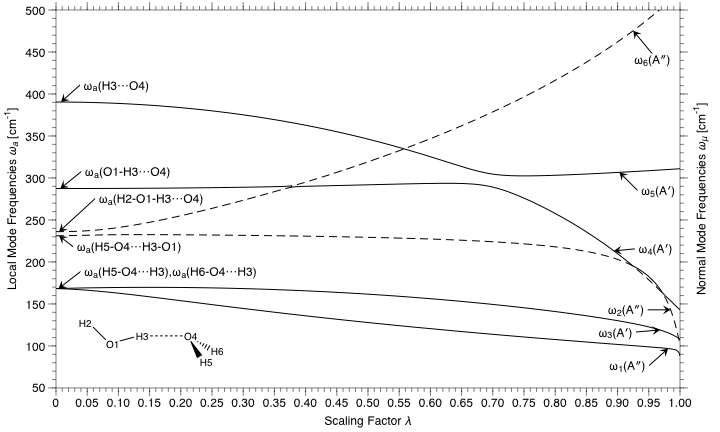 500
450
400
350
300
250
200
150
100
50
0 0.05 0.10 0.15 0.20 0.25 0.30 0.35 0.40 0.45 0.50 0.55 0.60 0.65 0.70 0.75 0.80 0.85 0.90 0.95 1.00
Scaling Factor λ
Local Mode Frequencies ωₐ [cm⁻¹]
Normal Mode Frequencies ω_μ [cm⁻¹]
ωₐ(H3···O4)
ωₐ(O1-H3···O4)
ωₐ(H2-O1-H3···O4)
ωₐ(H5-O4···H3-O1)
ωₐ(H5-O4···H3),ωₐ(H6-O4···H3)
ω₆(A″)
ω₅(A′)
ω₄(A′)
ω₂(A″)
ω₃(A′)
ω₁(A″)
H2
O1
H3
O4
H6
H5